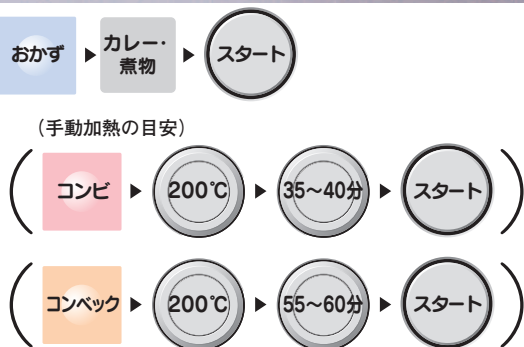 おかず ▶ カレー・煮物 ▶ スタート
(手動加熱の目安)
( コンビ ▶ 200℃ ▶ 35〜40分 ▶ スタート )
( コンベック ▶ 200℃ ▶ 55〜60分 ▶ スタート )